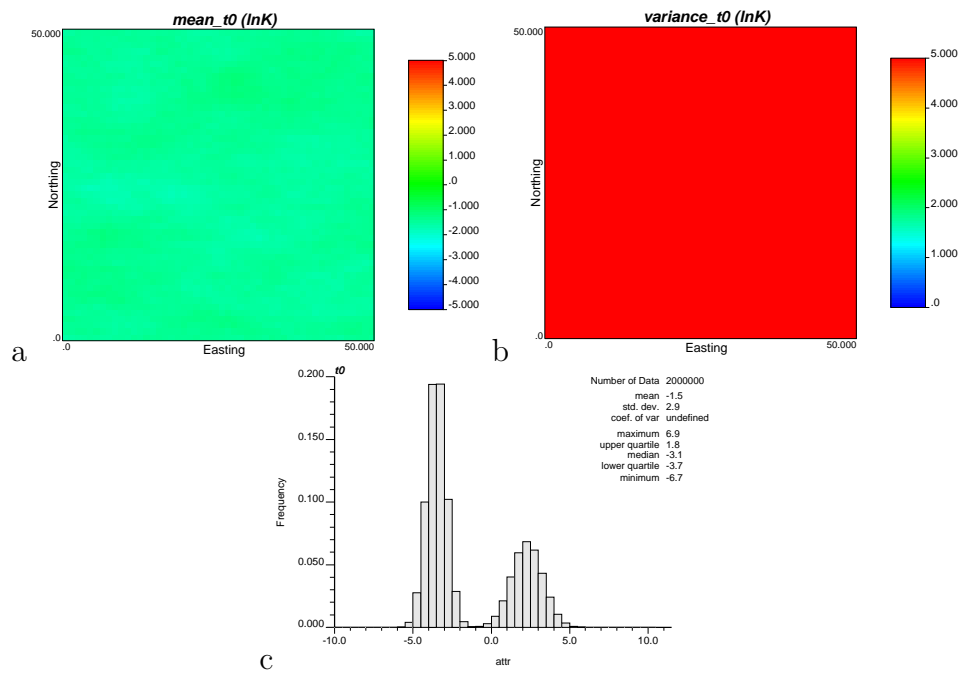 mean_t0 (lnK)
50.000
Northing
.0
.0
Easting
50.000
5.000
4.000
3.000
2.000
1.000
.0
-1.000
-2.000
-3.000
-4.000
-5.000
a
variance_t0 (lnK)
50.000
Northing
.0
.0
Easting
50.000
5.000
4.000
3.000
2.000
1.000
.0
b
t0
0.200
0.150
0.100
0.050
0.000
Frequency
-10.0 -5.0 0.0 5.0 10.0
attr
Number of Data 2000000
mean -1.5
std. dev. 2.9
coef. of var undefined
maximum 6.9
upper quartile 1.8
median -3.1
lower quartile -3.7
minimum -6.7
c